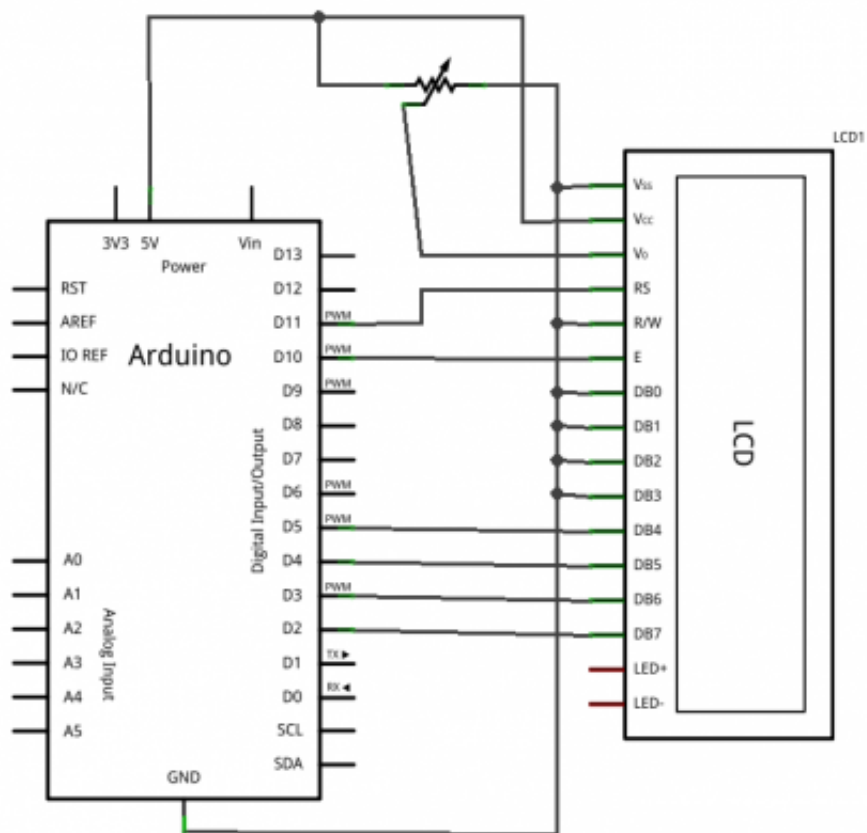 LCD1
3V3 5V Vin
Power
RST
AREF
IO REF
N/C
Arduino
A0
A1
A2
A3
A4
A5
Analog Input
GND
Digital Input/Output
D13
D12
D11 PWM
D10 PWM
D9 PWM
D8
D7
D6 PWM
D5 PWM
D4
D3 PWM
D2
D1 TX ▶
D0 RX ◀
SCL
SDA
Vss
Vcc
V0
RS
R/W
E
DB0
DB1
DB2
DB3
DB4
DB5
DB6
DB7
LED+
LED-
LCD